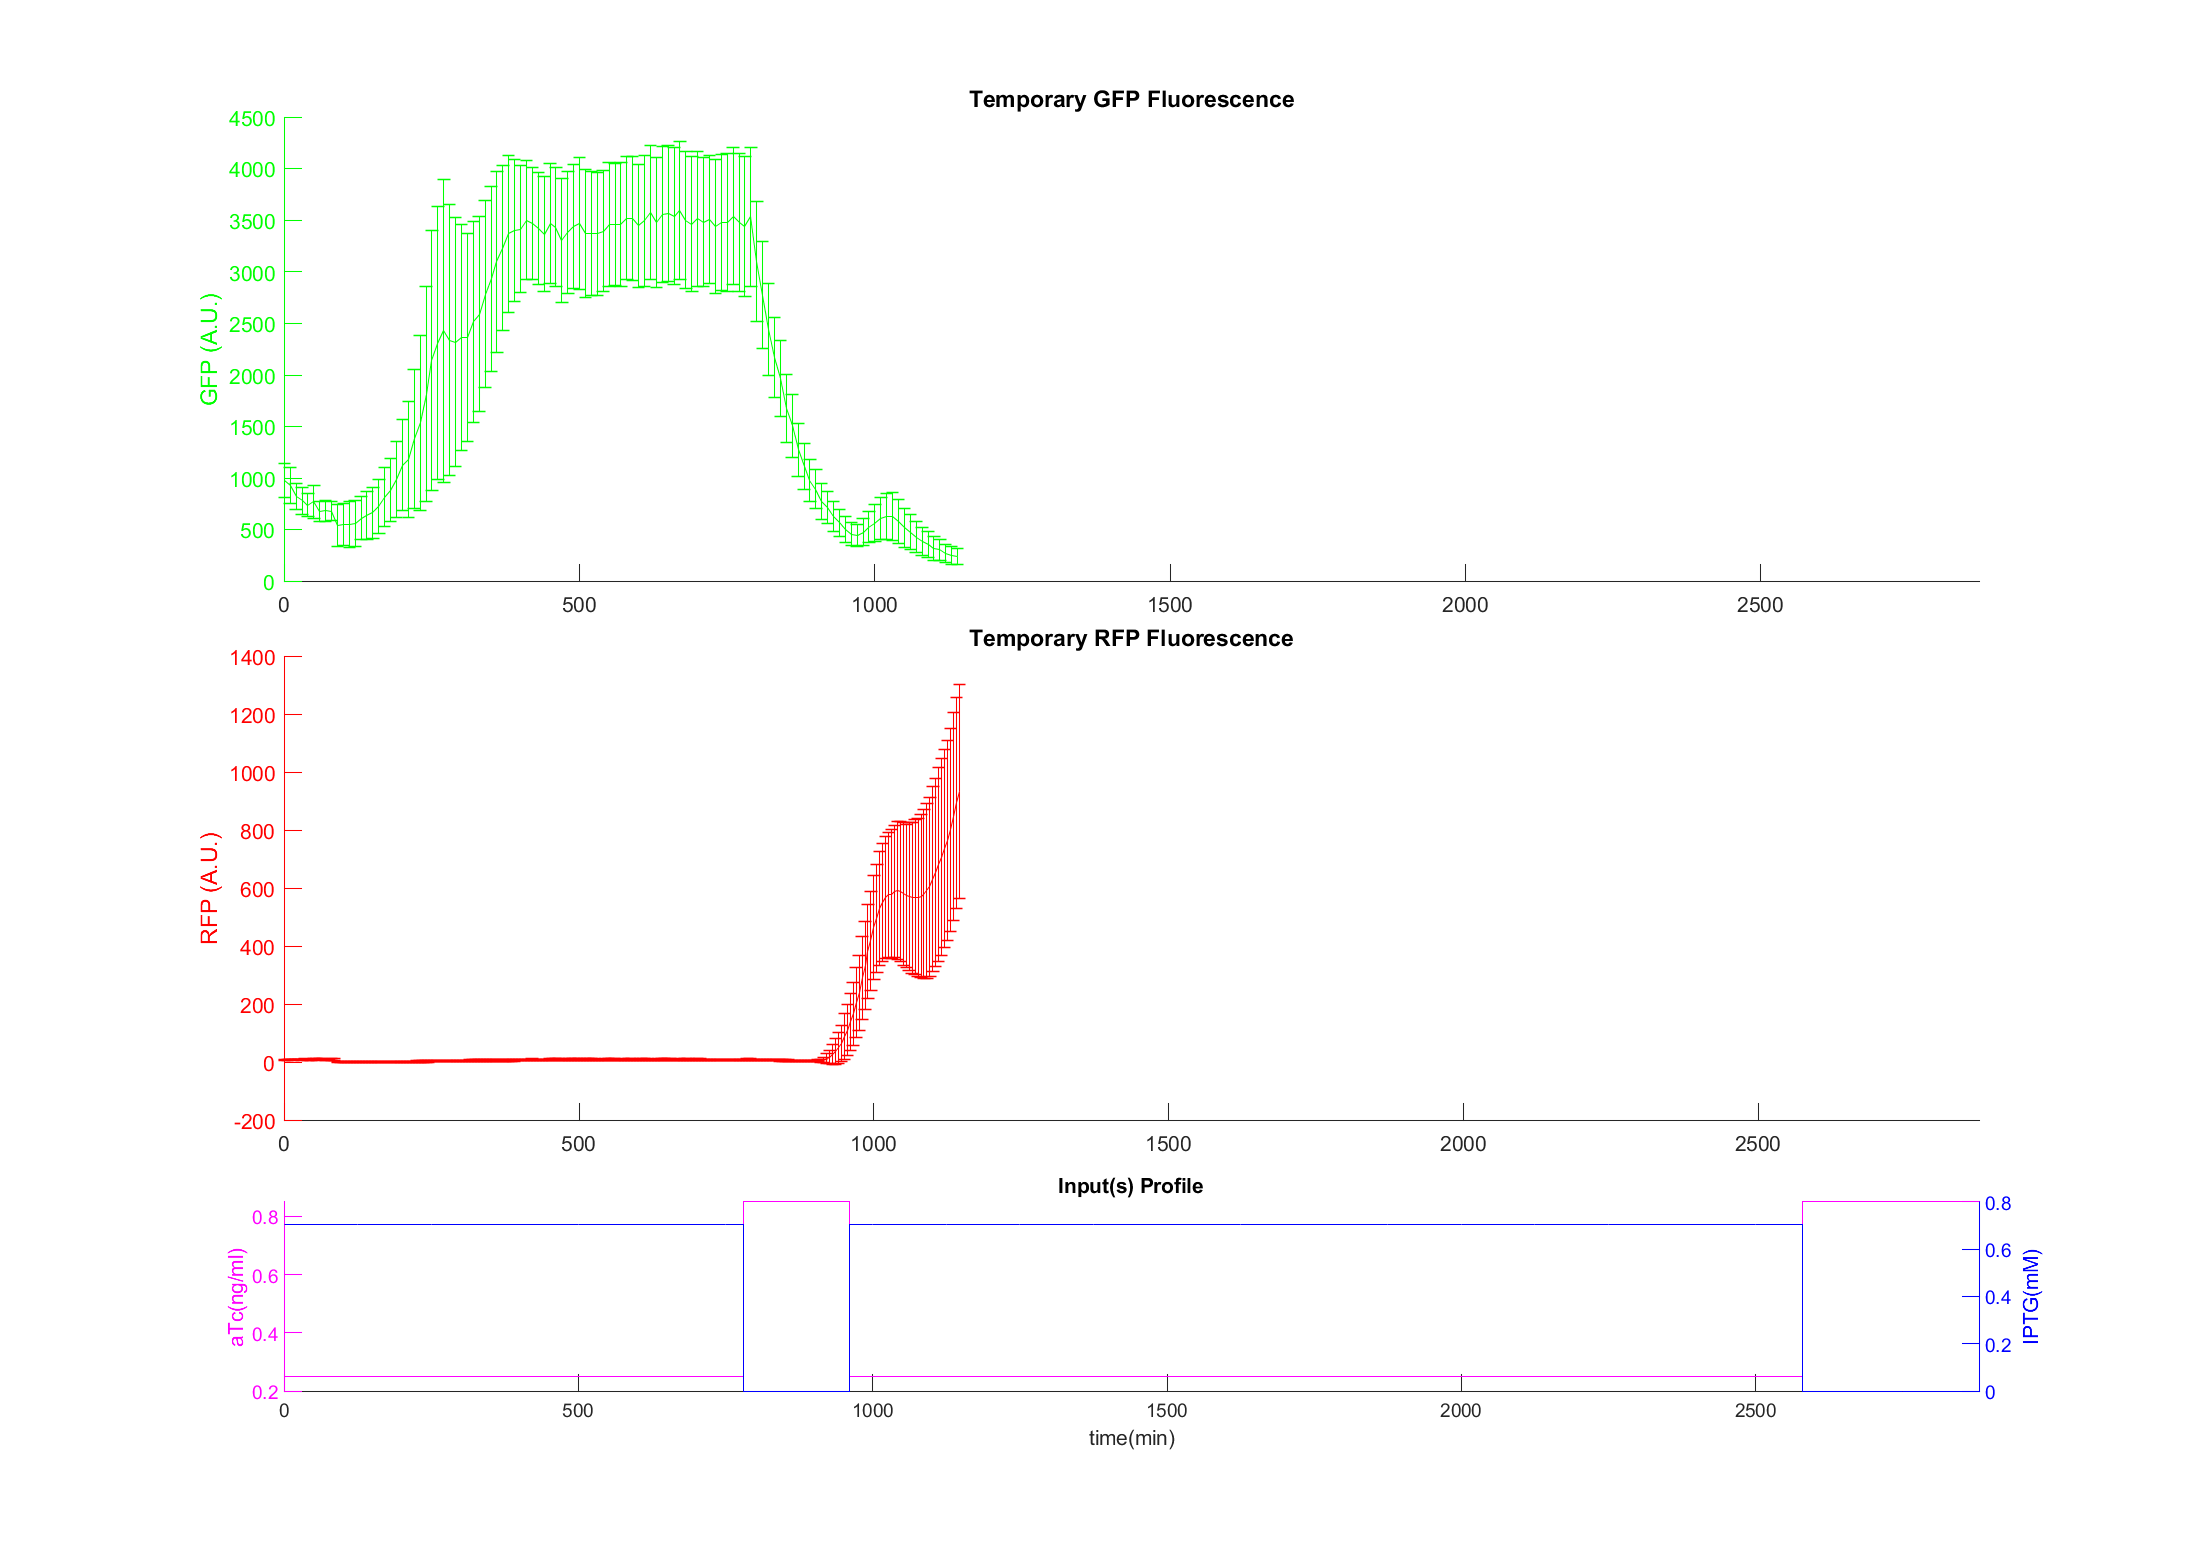 Temporary GFP Fluorescence
4500
4000
3500
3000
2500
2000
1500
1000
500
0
GFP (A.U.)
0 500 1000 1500 2000 2500
Temporary RFP Fluorescence
1400
1200
1000
800
600
400
200
0
-200
RFP (A.U.)
0 500 1000 1500 2000 2500
Input(s) Profile
0.8
0.6
0.4
0.2
aTc(ng/ml)
0.8
0.6
0.4
0.2
0
IPTG(mM)
0 500 1000 1500 2000 2500
time(min)